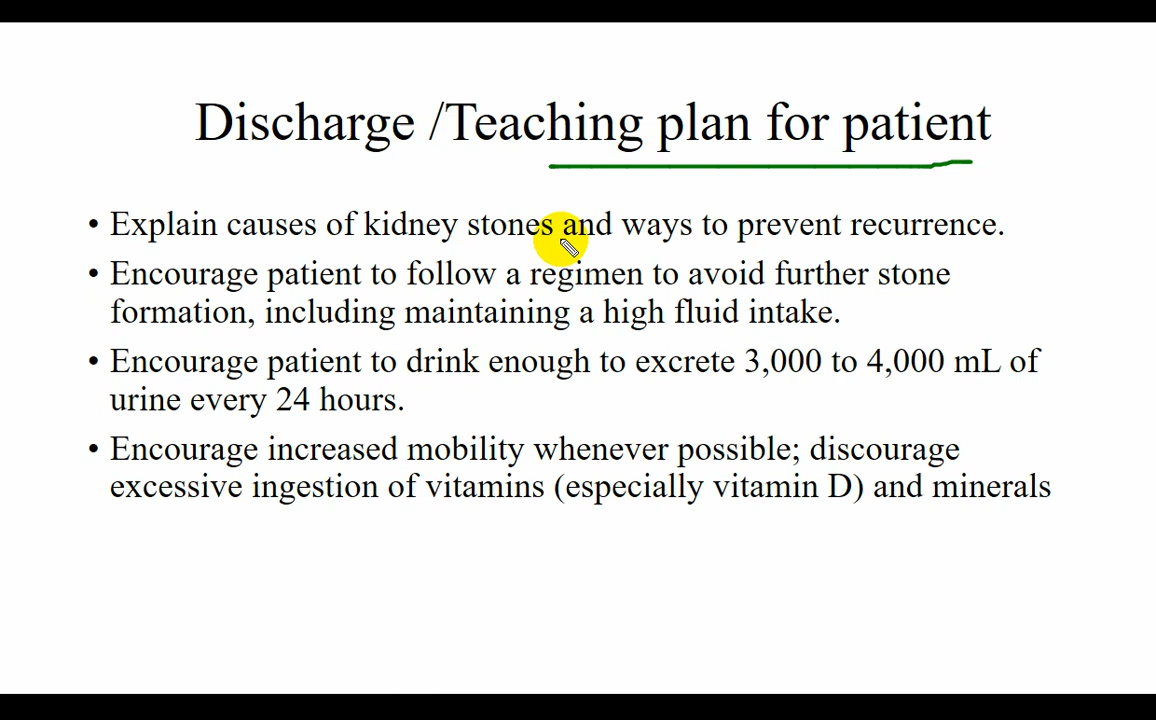 Discharge /Teaching plan for patient
• Explain causes of kidney stones and ways to prevent recurrence.
• Encourage patient to follow a regimen to avoid further stone
formation, including maintaining a high fluid intake.
• Encourage patient to drink enough to excrete 3,000 to 4,000 mL of
urine every 24 hours.
• Encourage increased mobility whenever possible; discourage
excessive ingestion of vitamins (especially vitamin D) and minerals